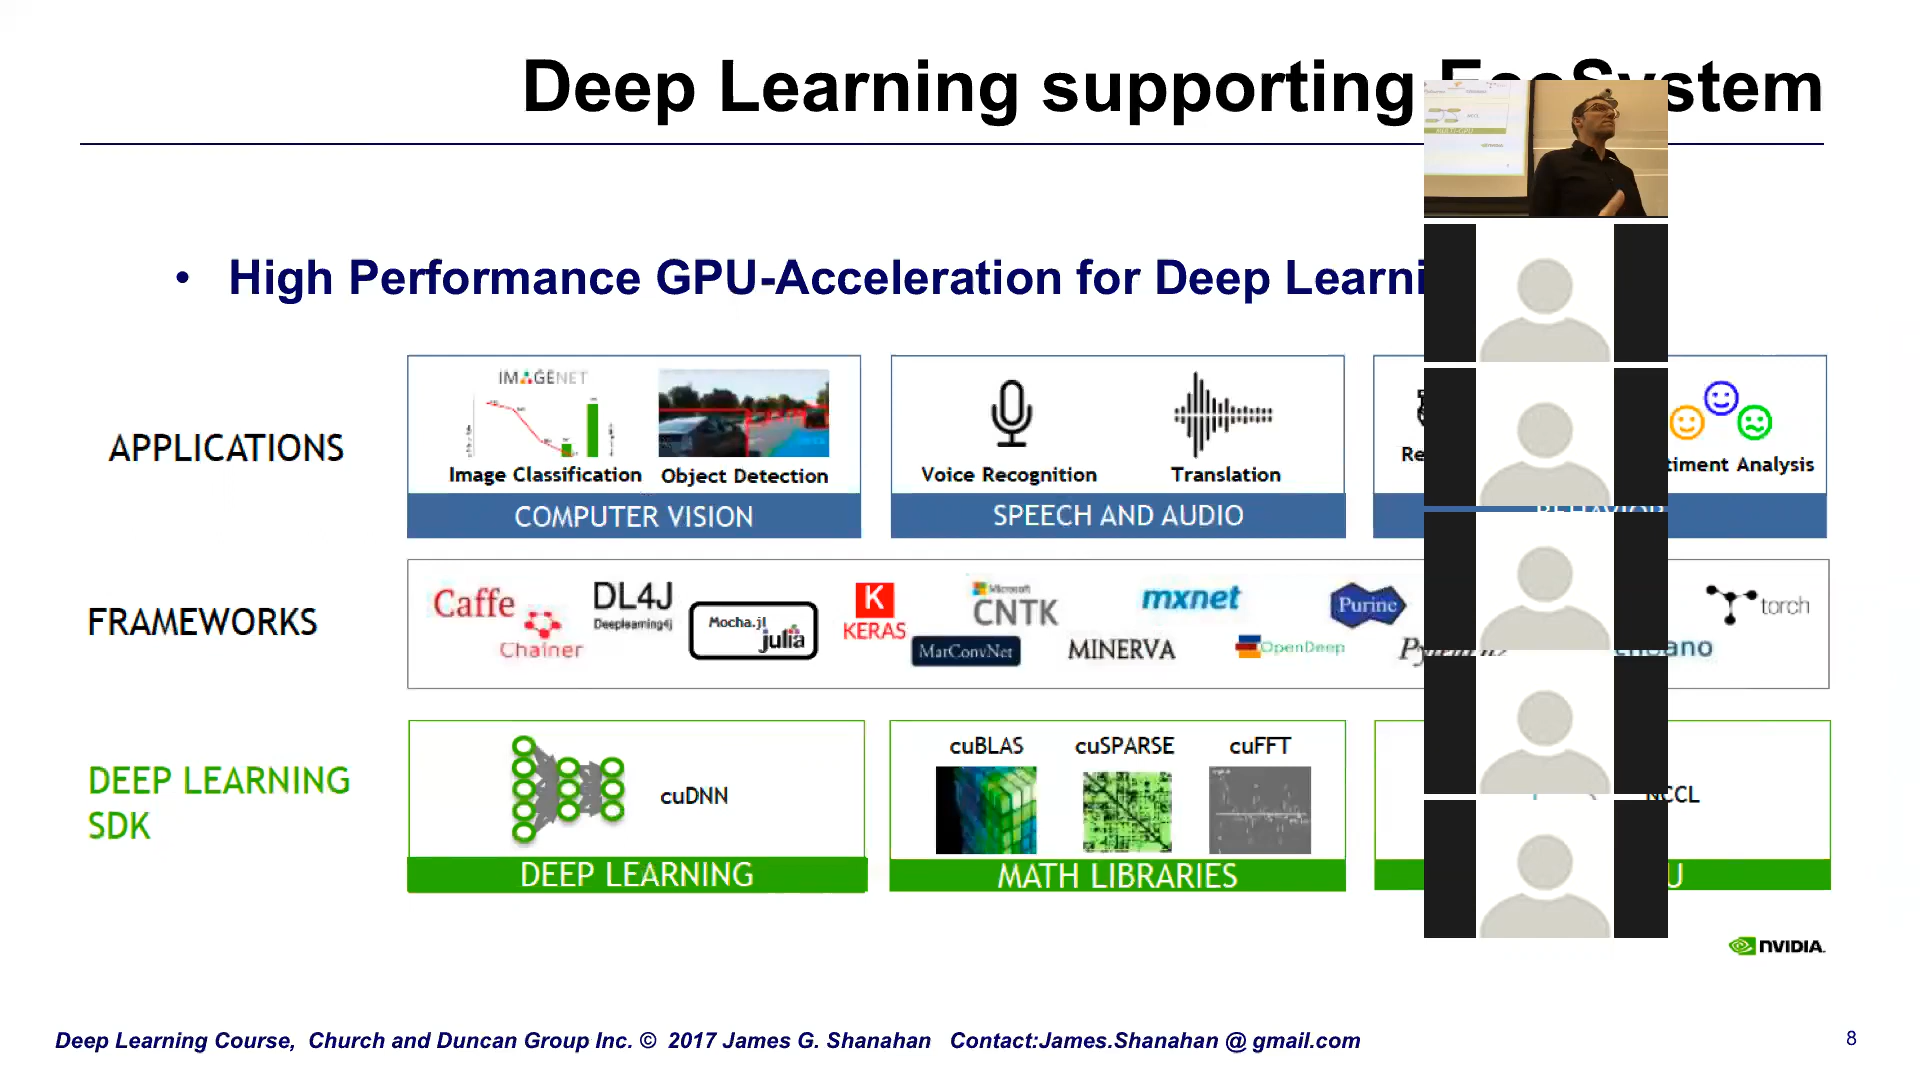 Deep Learning supporting EcoSystem
• High Performance GPU-Acceleration for Deep Learni
APPLICATIONS
IMAGENET
Image Classification
Object Detection
COMPUTER VISION
Voice Recognition
Translation
SPEECH AND AUDIO
Re
timent Analysis
BEHAVIOR
FRAMEWORKS
Caffe
Chainer
DL4J
Deeplearning4j
Mocha.jl
julia
K
KERAS
Microsoft
CNTK
MatConvNet
mxnet
MINERVA
Purine
OpenDeep
torch
DEEP LEARNING
SDK
cuDNN
DEEP LEARNING
cuBLAS cuSPARSE cuFFT
MATH LIBRARIES
NCCL
U
NVIDIA.
Deep Learning Course, Church and Duncan Group Inc. © 2017 James G. Shanahan Contact:James.Shanahan @ gmail.com
8